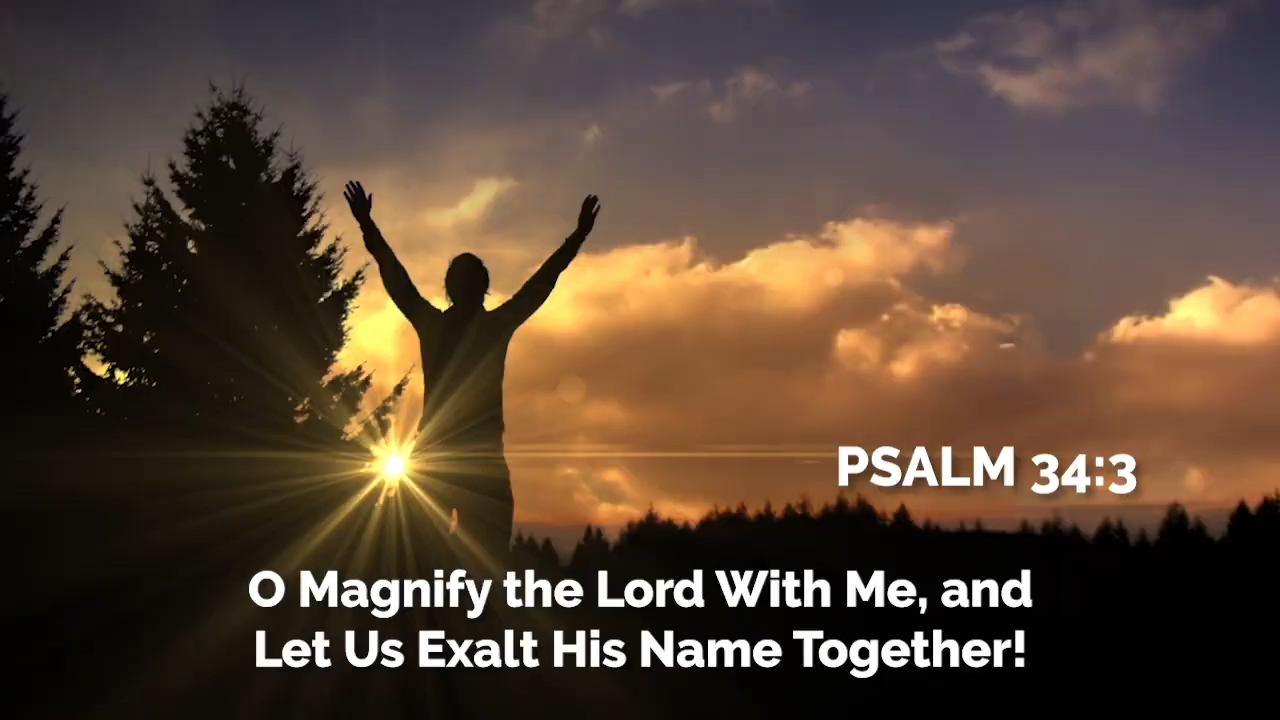 PSALM 34:3
O Magnify the Lord With Me, and
Let Us Exalt His Name Together!